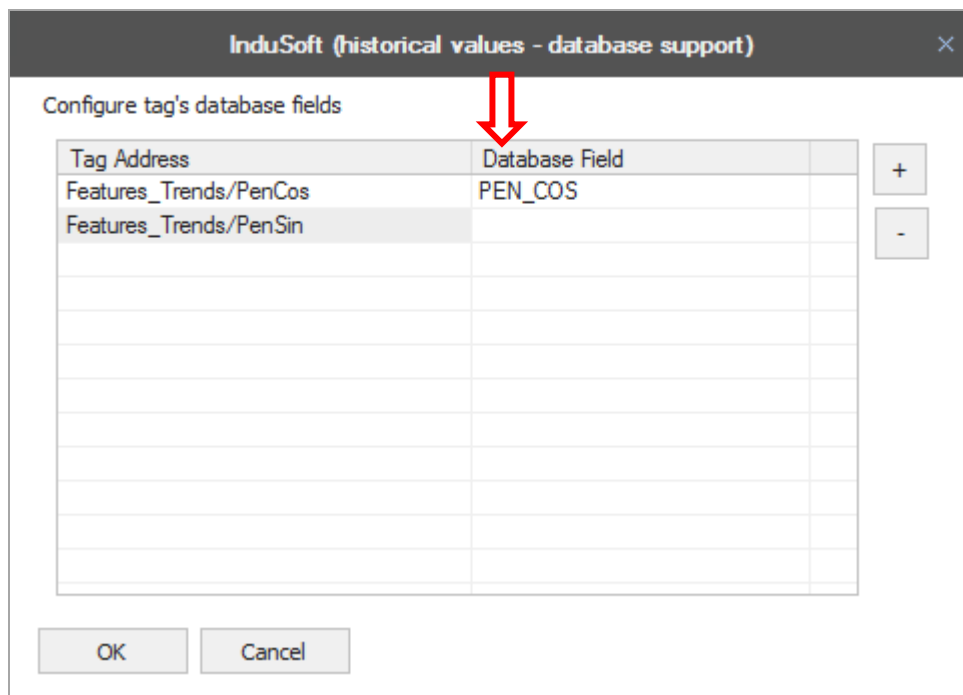 InduSoft (historical values - database support)
Configure tag's database fields
Tag Address Database Field
Features_Trends/PenCos PEN_COS
Features_Trends/PenSin
+
-
OK Cancel